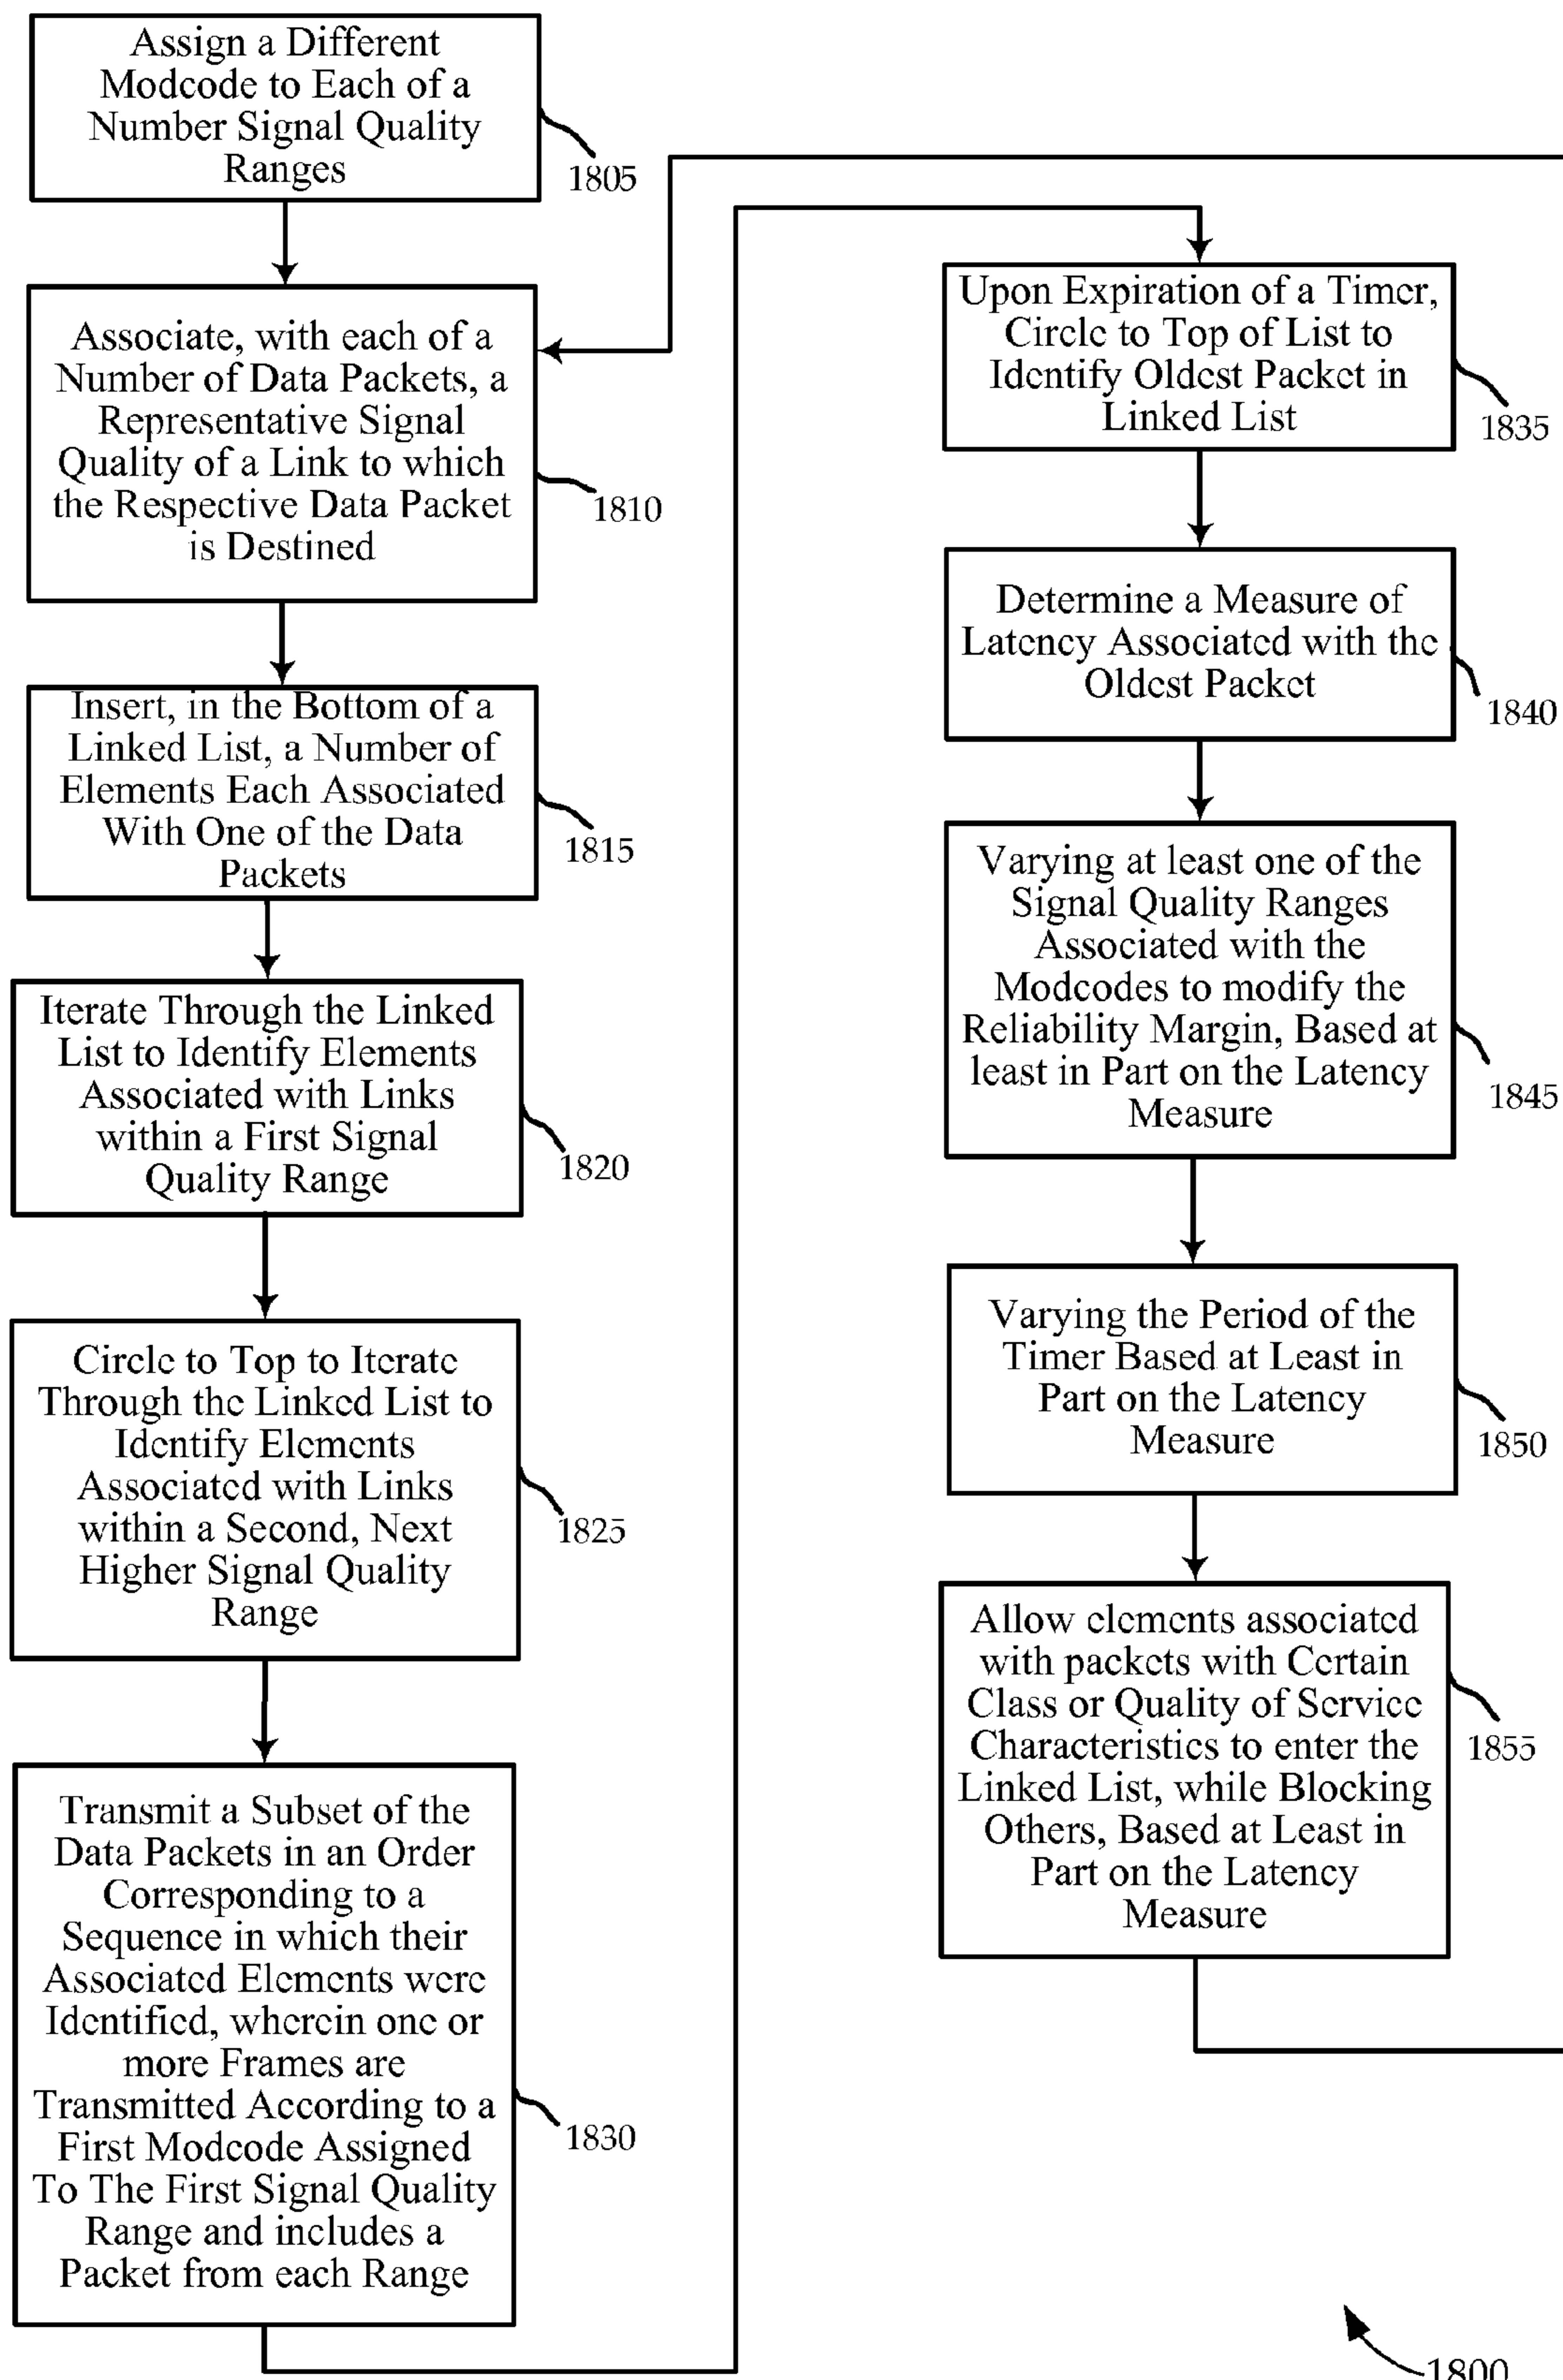 Assign a Different
Modcode to Each of a
Number Signal Quality
Ranges
1805
Associate, with each of a
Number of Data Packets, a
Representative Signal
Quality of a Link to which
the Respective Data Packet
is Destined
1810
Insert, in the Bottom of a
Linked List, a Number of
Elements Each Associated
With One of the Data
Packets
1815
Iterate Through the Linked
List to Identify Elements
Associated with Links
within a First Signal
Quality Range
1820
Circle to Top to Iterate
Through the Linked List to
Identify Elements
Associated with Links
within a Second, Next
Higher Signal Quality
Range
1825
Transmit a Subset of the
Data Packets in an Order
Corresponding to a
Sequence in which their
Associated Elements were
Identified, wherein one or
more Frames are
Transmitted According to a
First Modcode Assigned
To The First Signal Quality
Range and includes a
Packet from each Range
1830
Upon Expiration of a Timer,
Circle to Top of List to
Identify Oldest Packet in
Linked List
1835
Determine a Measure of
Latency Associated with the
Oldest Packet
1840
Varying at least one of the
Signal Quality Ranges
Associated with the
Modcodes to modify the
Reliability Margin, Based at
least in Part on the Latency
Measure
1845
Varying the Period of the
Timer Based at Least in
Part on the Latency
Measure
1850
Allow elements associated
with packets with Certain
Class or Quality of Service
Characteristics to enter the
Linked List, while Blocking
Others, Based at Least in
Part on the Latency
Measure
1855
1800